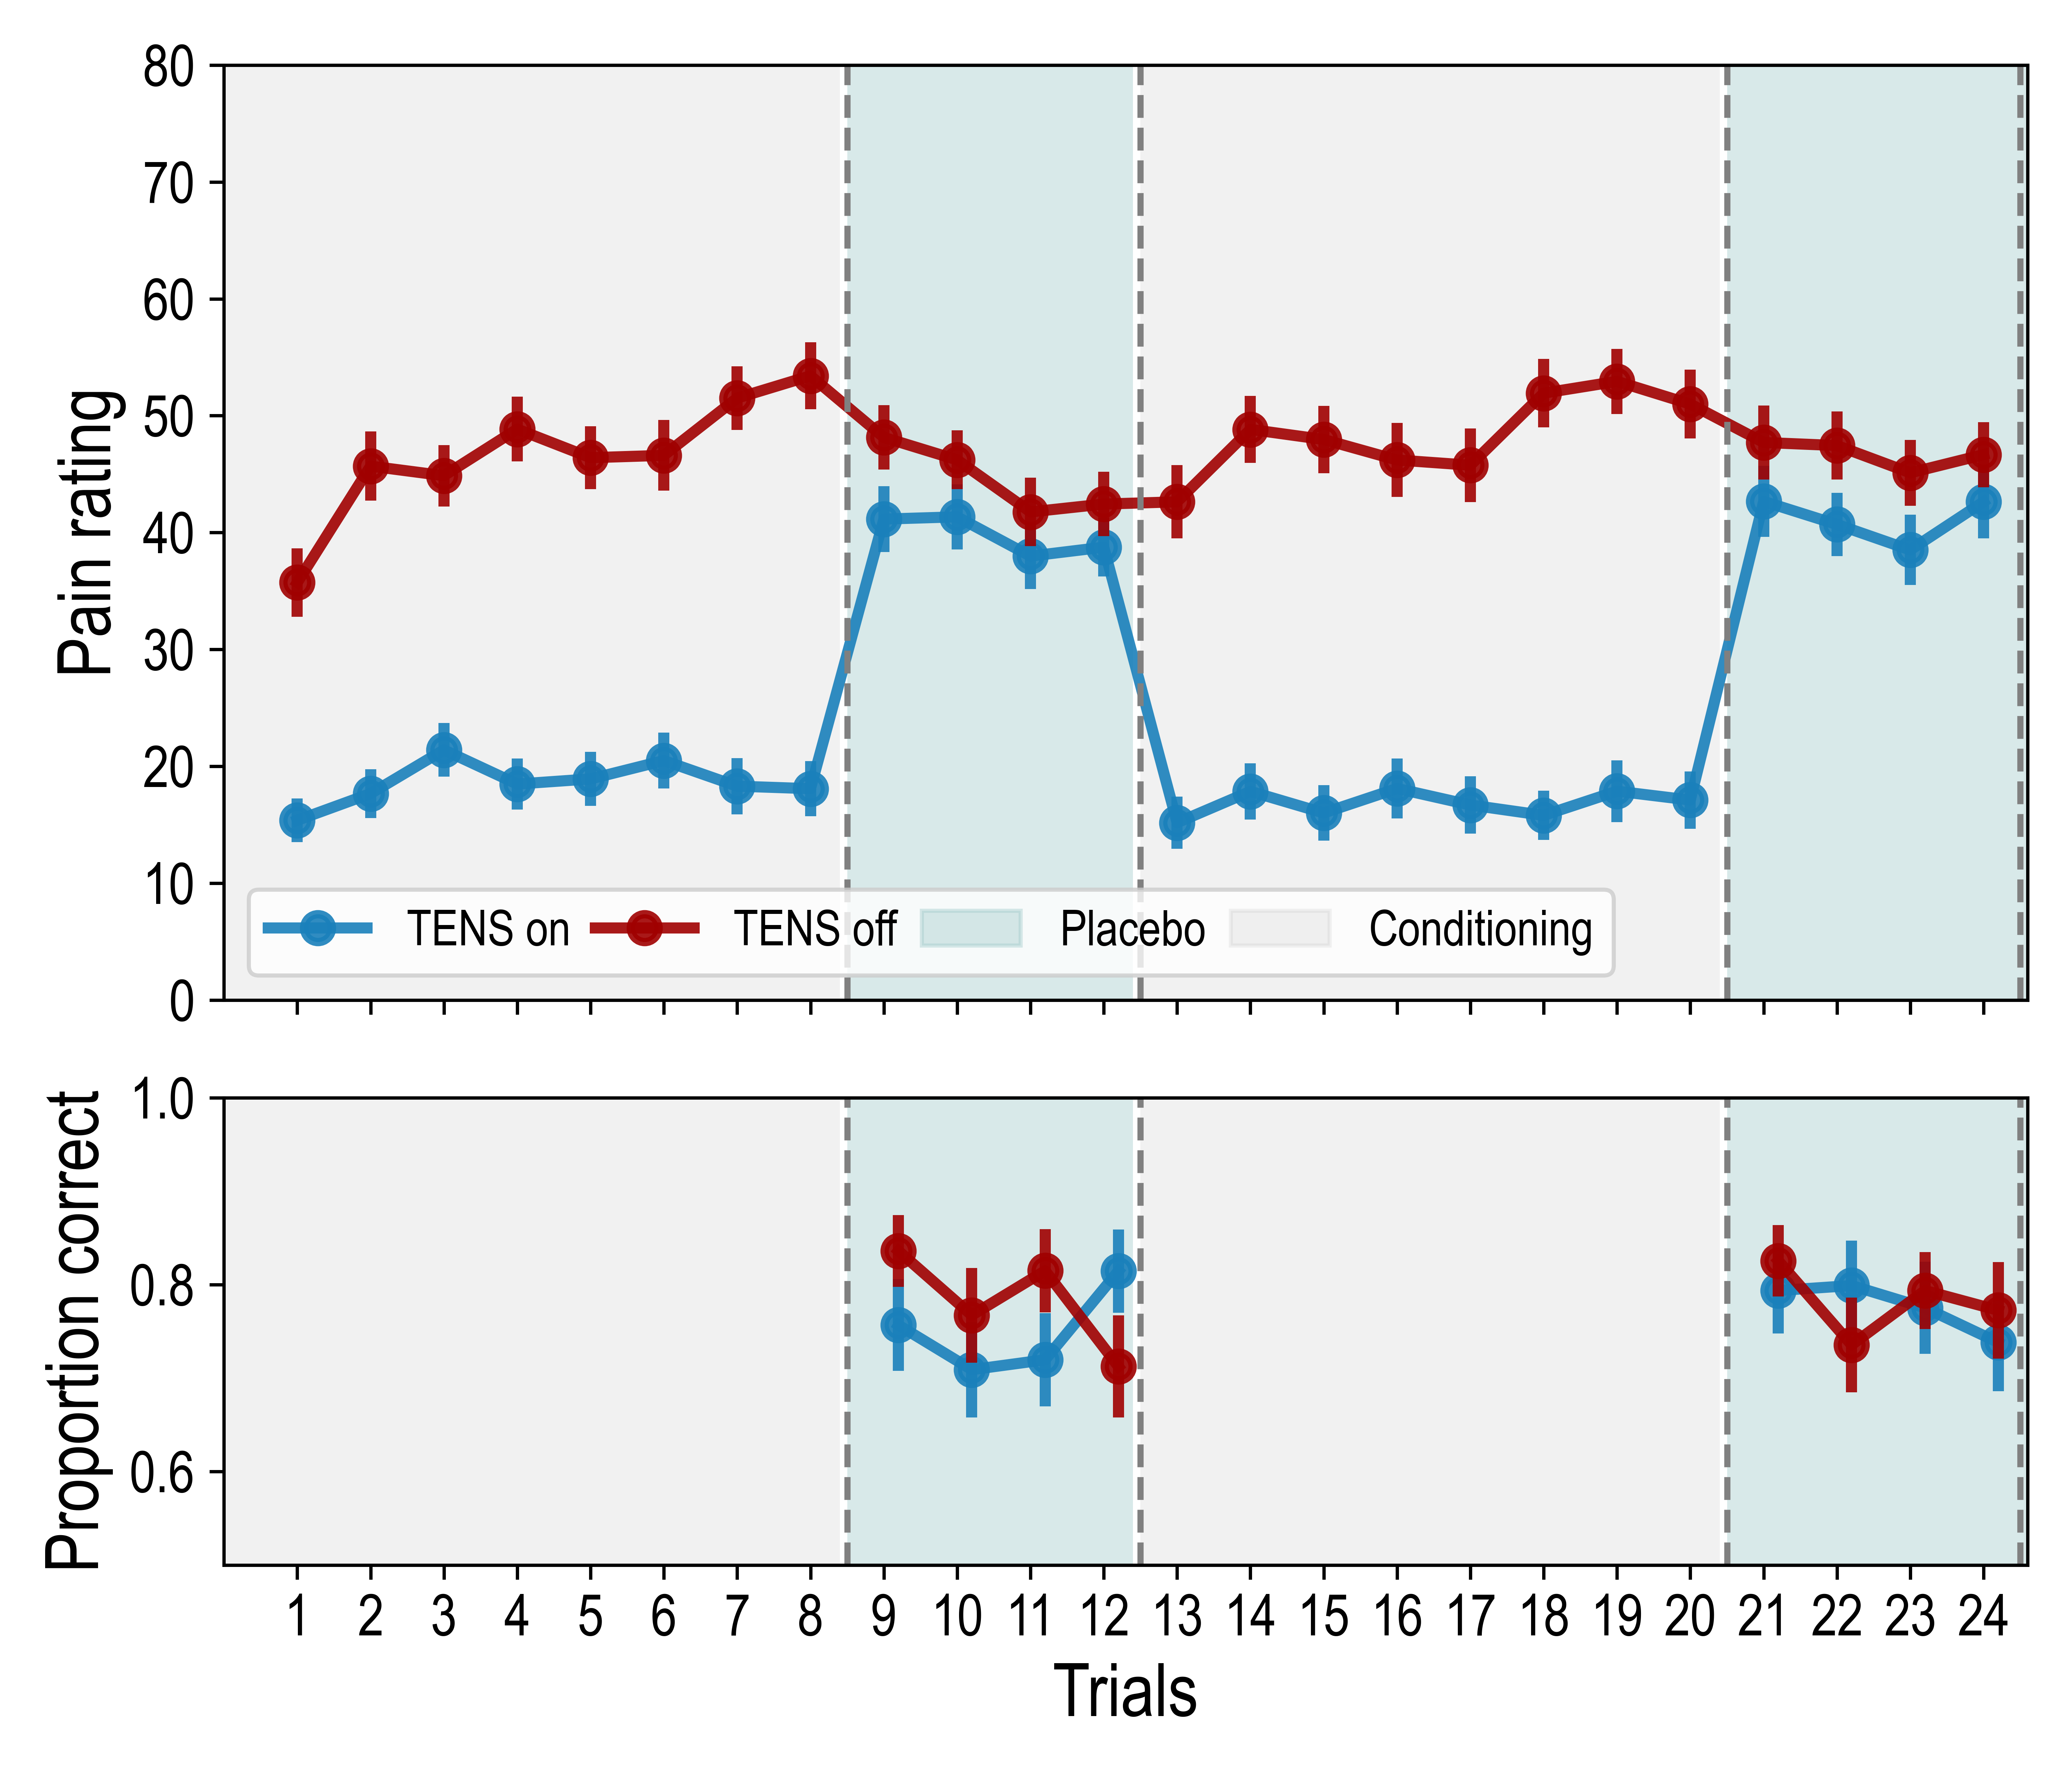 80
70
60
50
40
30
20
10
0
Pain rating
TENS on TENS off Placebo Conditioning
1.0
0.8
0.6
Proportion correct
1 2 3 4 5 6 7 8 9 10 11 12 13 14 15 16 17 18 19 20 21 22 23 24
Trials